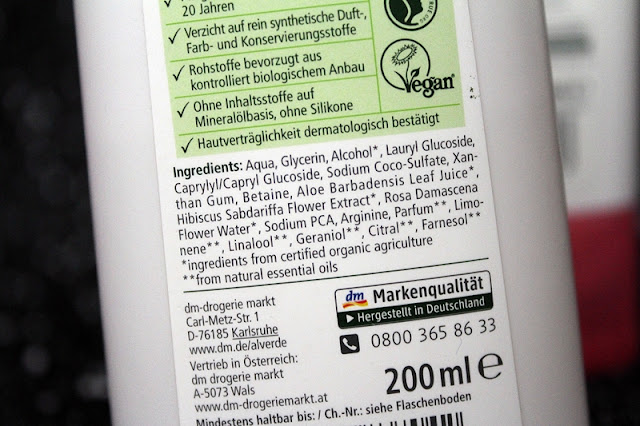 20 Jahren
✓ Verzicht auf rein synthetische Duft-,
Farb- und Konservierungsstoffe
✓ Rohstoffe bevorzugt aus
kontrolliert biologischem Anbau
✓ Ohne Inhaltsstoffe auf
Mineralölbasis, ohne Silikone
✓ Hautverträglichkeit dermatologisch bestätigt
Vegan
Ingredients: Aqua, Glycerin, Alcohol*, Lauryl Glucoside,
Caprylyl/Capryl Glucoside, Sodium Coco-Sulfate, Xan-
than Gum, Betaine, Aloe Barbadensis Leaf Juice*,
Hibiscus Sabdariffa Flower Extract*, Rosa Damascena
Flower Water*, Sodium PCA, Arginine, Parfum**, Limo-
nene**, Linalool**, Geraniol**, Citral**, Farnesol**
*ingredients from certified organic agriculture
**from natural essential oils
dm-drogerie markt
Carl-Metz-Str. 1
D-76185 Karlsruhe
www.dm.de/alverde
Vertrieb in Österreich:
dm drogerie markt
A-5073 Wals
www.dm-drogeriemarkt.at
dm Markenqualität
▶ Hergestellt in Deutschland
0800 365 86 33
200 ml ℮
Mindestens haltbar bis: / Ch.-Nr.: siehe Flaschenboden